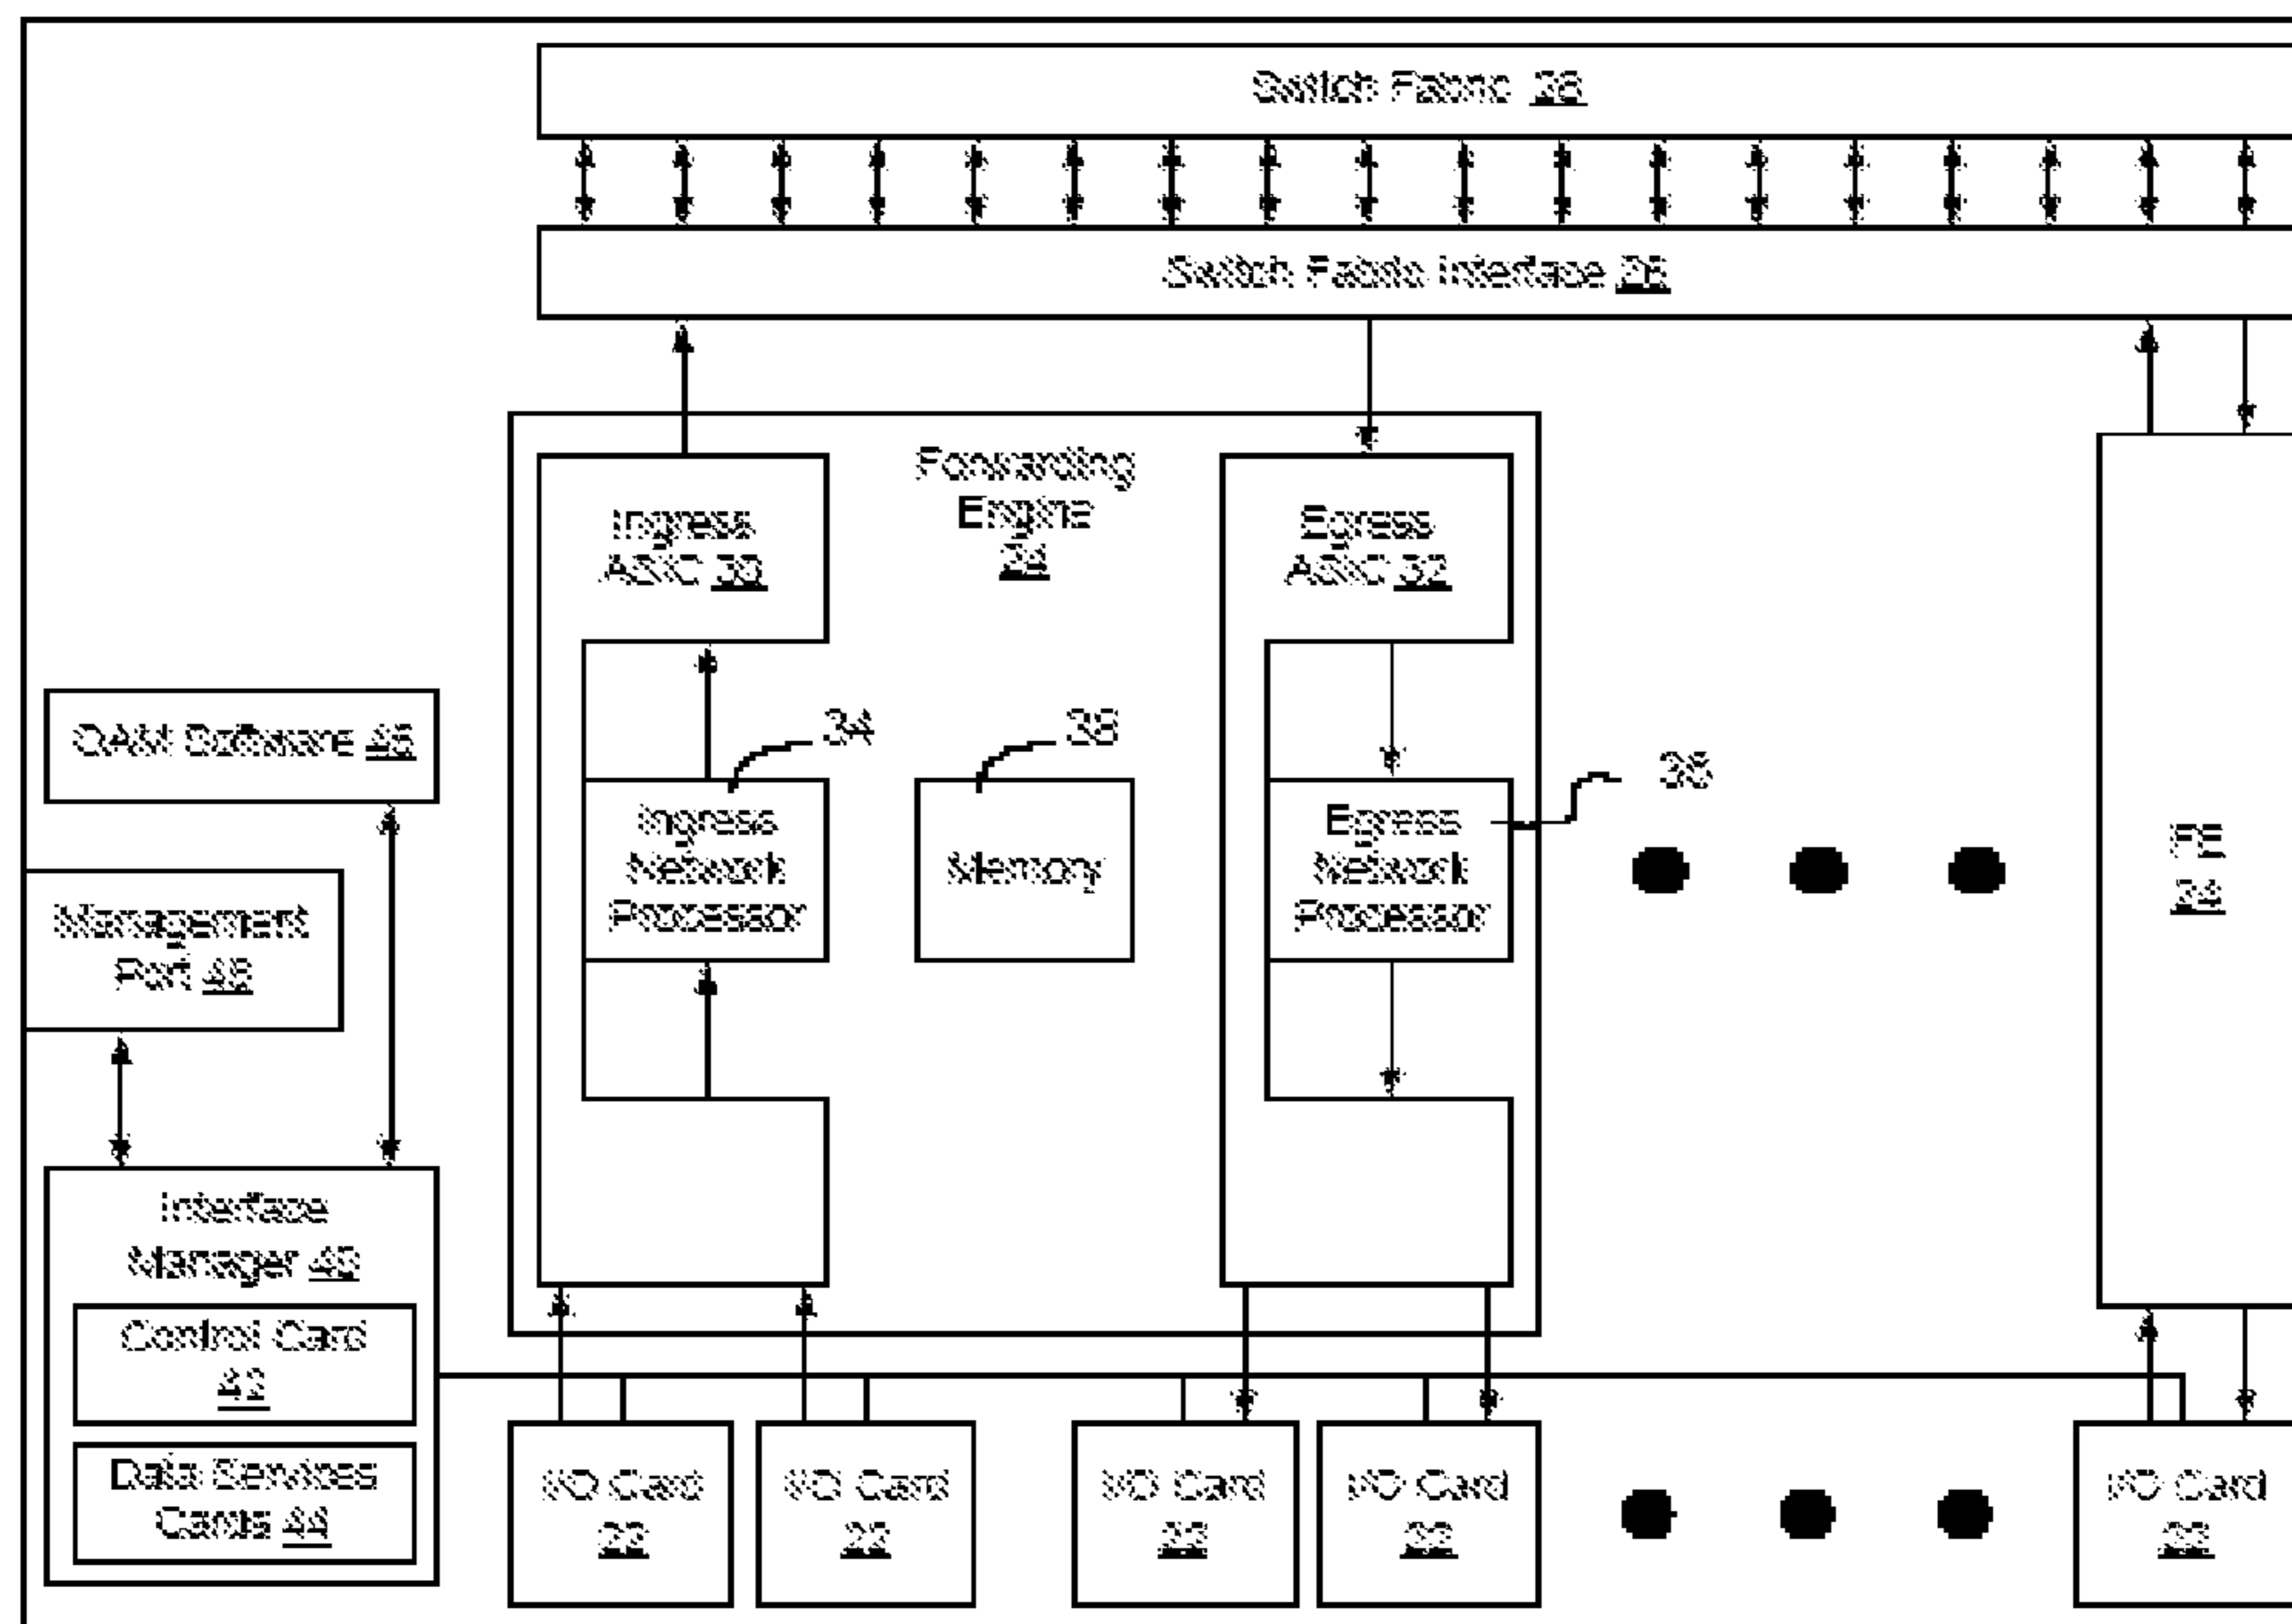 Switch Fabric 28
Switch Fabric Interface 26
Forwarding
Engine
24
Ingress
ASIC 30
Egress
ASIC 32
OAM Software 46
34
38
36
Ingress
Network
Processor
Memory
Egress
Network
Processor
FE
24
Management
Port 48
Interface
Manager 40
Control Card
42
Data Services
Cards 44
I/O Card
22
I/O Card
22
I/O Card
22
I/O Card
22
I/O Card
22